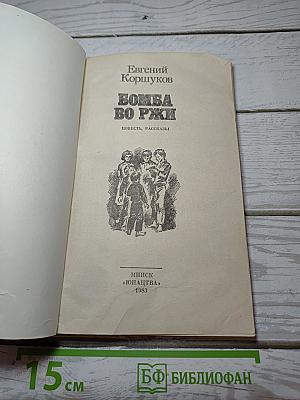 Евгений
Коршуков
БОМБА
ВО РЖИ
ПОВЕСТЬ, РАССКАЗЫ
МИНСК
«ЮНАЦТВА»
1983
15 см
БФ БИБЛИОФАН